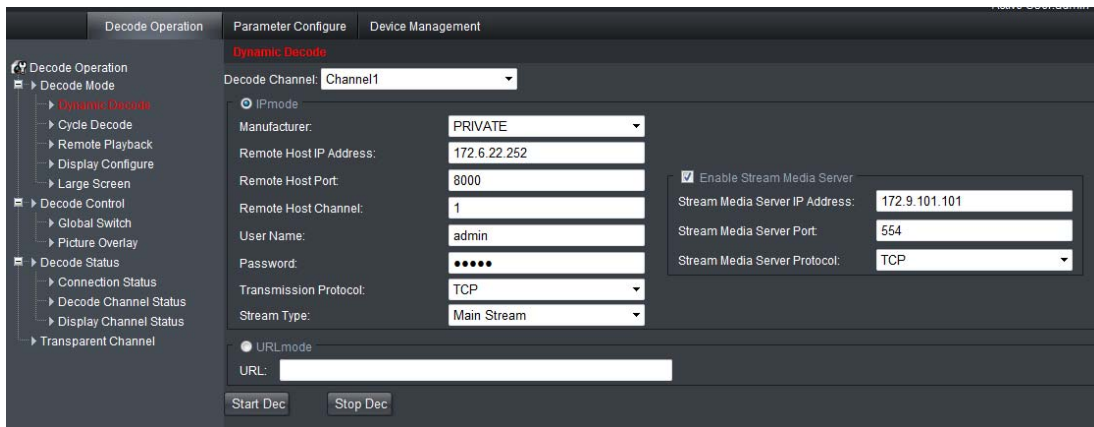 Active User:admin
Decode Operation Parameter Configure Device Management
Decode Operation
Decode Mode
Dynamic Decode
Cycle Decode
Remote Playback
Display Configure
Large Screen
Decode Control
Global Switch
Picture Overlay
Decode Status
Connection Status
Decode Channel Status
Display Channel Status
Transparent Channel
Dynamic Decode
Decode Channel: Channel1
IPmode
Manufacturer: PRIVATE
Remote Host IP Address: 172.6.22.252
Remote Host Port: 8000
Remote Host Channel: 1
User Name: admin
Password: •••••
Transmission Protocol: TCP
Stream Type: Main Stream
Enable Stream Media Server
Stream Media Server IP Address: 172.9.101.101
Stream Media Server Port: 554
Stream Media Server Protocol: TCP
URLmode
URL:
Start Dec Stop Dec